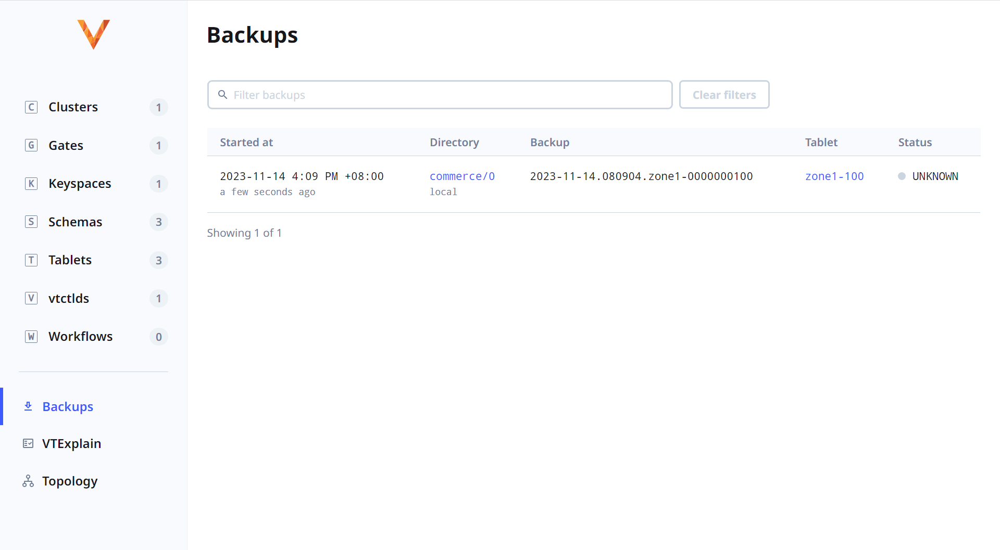 Backups
Filter backups
Clear filters
C Clusters 1
G Gates 1
K Keyspaces 1
S Schemas 3
T Tablets 3
V vtctlds 1
W Workflows 0
Backups
VTExplain
Topology
Started at Directory Backup Tablet Status
2023-11-14 4:09 PM +08:00 commerce/0 2023-11-14.080904.zone1-0000000100 zone1-100 UNKNOWN
a few seconds ago local
Showing 1 of 1